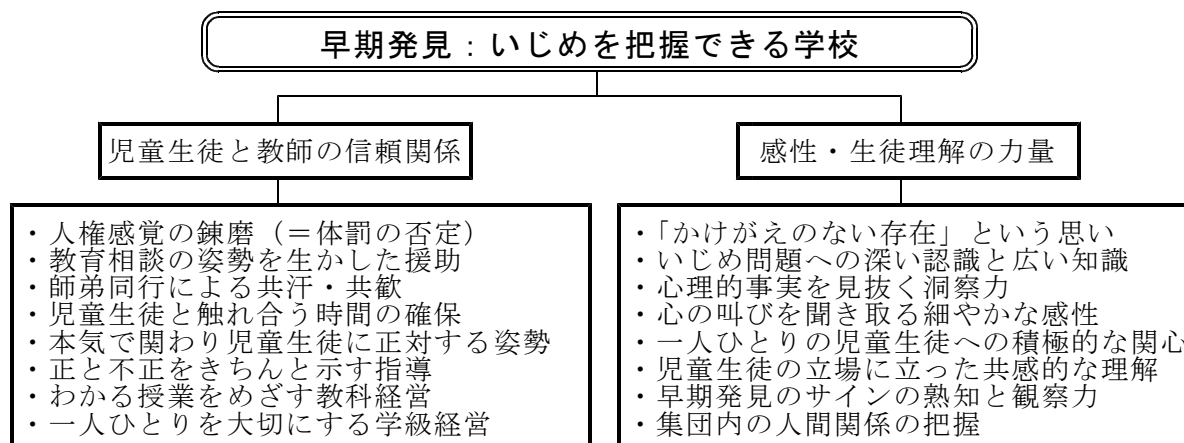 早期発見：いじめを把握できる学校
児童生徒と教師の信頼関係
・人権感覚の錬磨（＝体罰の否定）
・教育相談の姿勢を生かした援助
・師弟同行による共汗・共歓
・児童生徒と触れ合う時間の確保
・本気で関わり児童生徒に正対する姿勢
・正と不正をきちんと示す指導
・わかる授業をめざす教科経営
・一人ひとりを大切にする学級経営
感性・生徒理解の力量
・「かけがえのない存在」という思い
・いじめ問題への深い認識と広い知識
・心理的事実を見抜く洞察力
・心の叫びを聞き取る細やかな感性
・一人ひとりの児童生徒への積極的な関心
・児童生徒の立場に立った共感的な理解
・早期発見のサインの熟知と観察力
・集団内の人間関係の把握